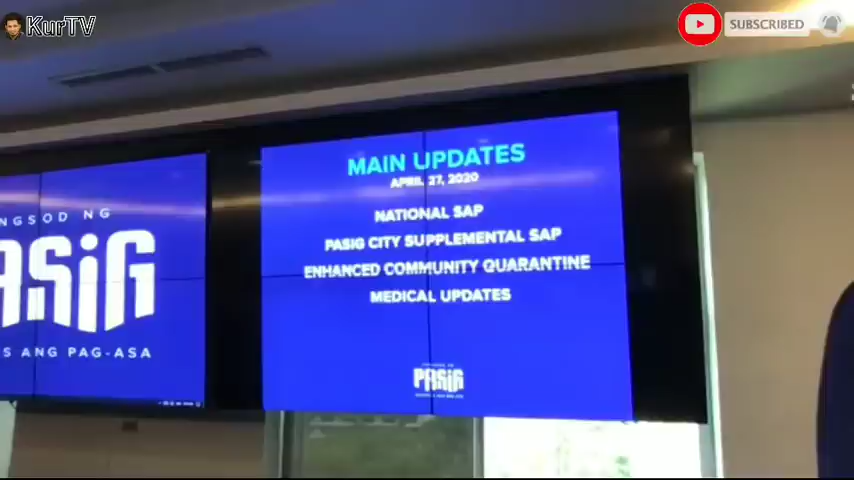 KurTV
SUBSCRIBED
NGSOD NG
PASIG
S ANG PAG-ASA
MAIN UPDATES
APRIL 27, 2020
NATIONAL SAP
PASIG CITY SUPPLEMENTAL SAP
ENHANCED COMMUNITY QUARANTINE
MEDICAL UPDATES
PASIG